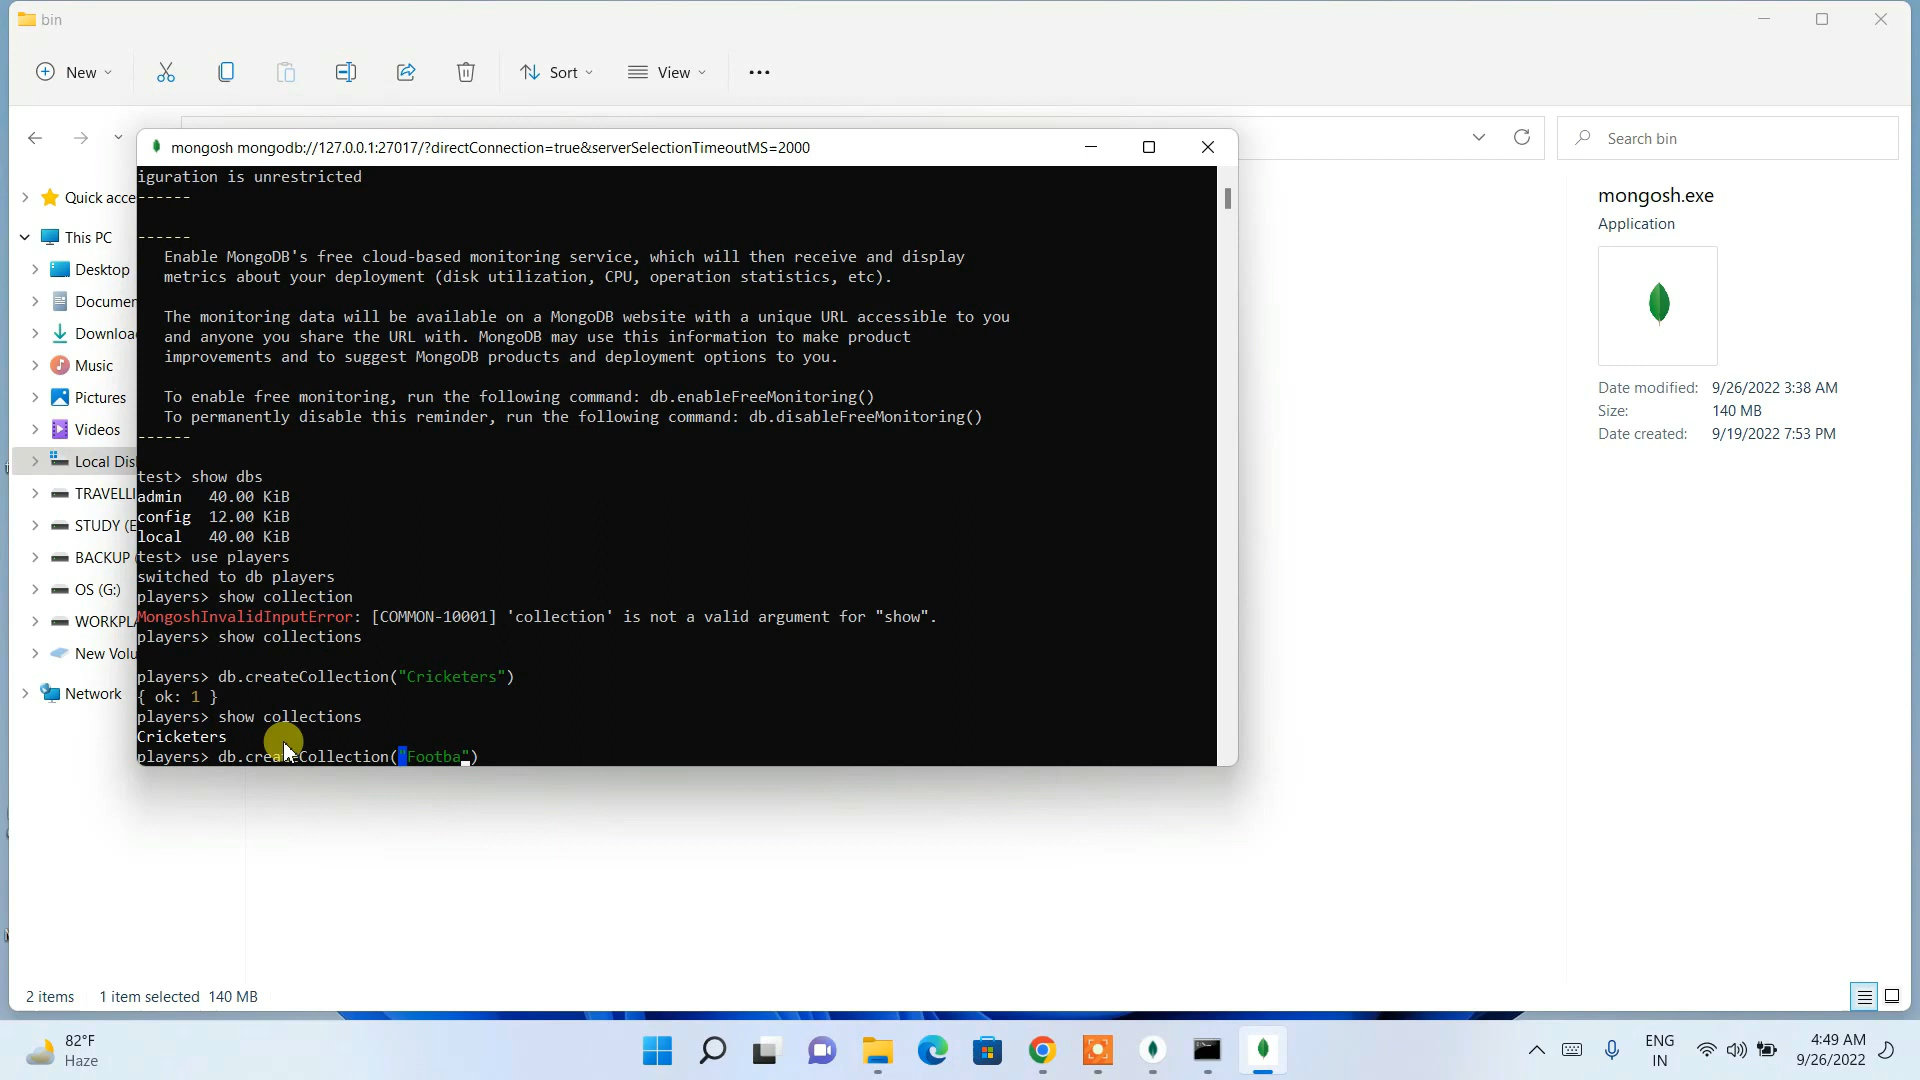 bin
New
Sort
View
Search bin
mongosh mongodb://127.0.0.1:27017/?directConnection=true&serverSelectionTimeoutMS=2000
iguration is unrestricted
------
------
Enable MongoDB's free cloud-based monitoring service, which will then receive and display
metrics about your deployment (disk utilization, CPU, operation statistics, etc).
The monitoring data will be available on a MongoDB website with a unique URL accessible to you
and anyone you share the URL with. MongoDB may use this information to make product
improvements and to suggest MongoDB products and deployment options to you.
To enable free monitoring, run the following command: db.enableFreeMonitoring()
To permanently disable this reminder, run the following command: db.disableFreeMonitoring()
------
test> show dbs
admin 40.00 KiB
config 12.00 KiB
local 40.00 KiB
test> use players
switched to db players
players> show collection
MongoshInvalidInputError: [COMMON-10001] 'collection' is not a valid argument for "show".
players> show collections
players> db.createCollection("Cricketers")
{ ok: 1 }
players> show collections
Cricketers
players> db.createCollection("Footba")
Quick acce
This PC
Desktop
Documen
Downloa
Music
Pictures
Videos
Local Dis
TRAVELLI
STUDY (E
BACKUP
OS (G:)
WORKPL
New Volu
Network
mongosh.exe
Application
Date modified: 9/26/2022 3:38 AM
Size: 140 MB
Date created: 9/19/2022 7:53 PM
2 items 1 item selected 140 MB
82°F
Haze
ENG
IN
4:49 AM
9/26/2022